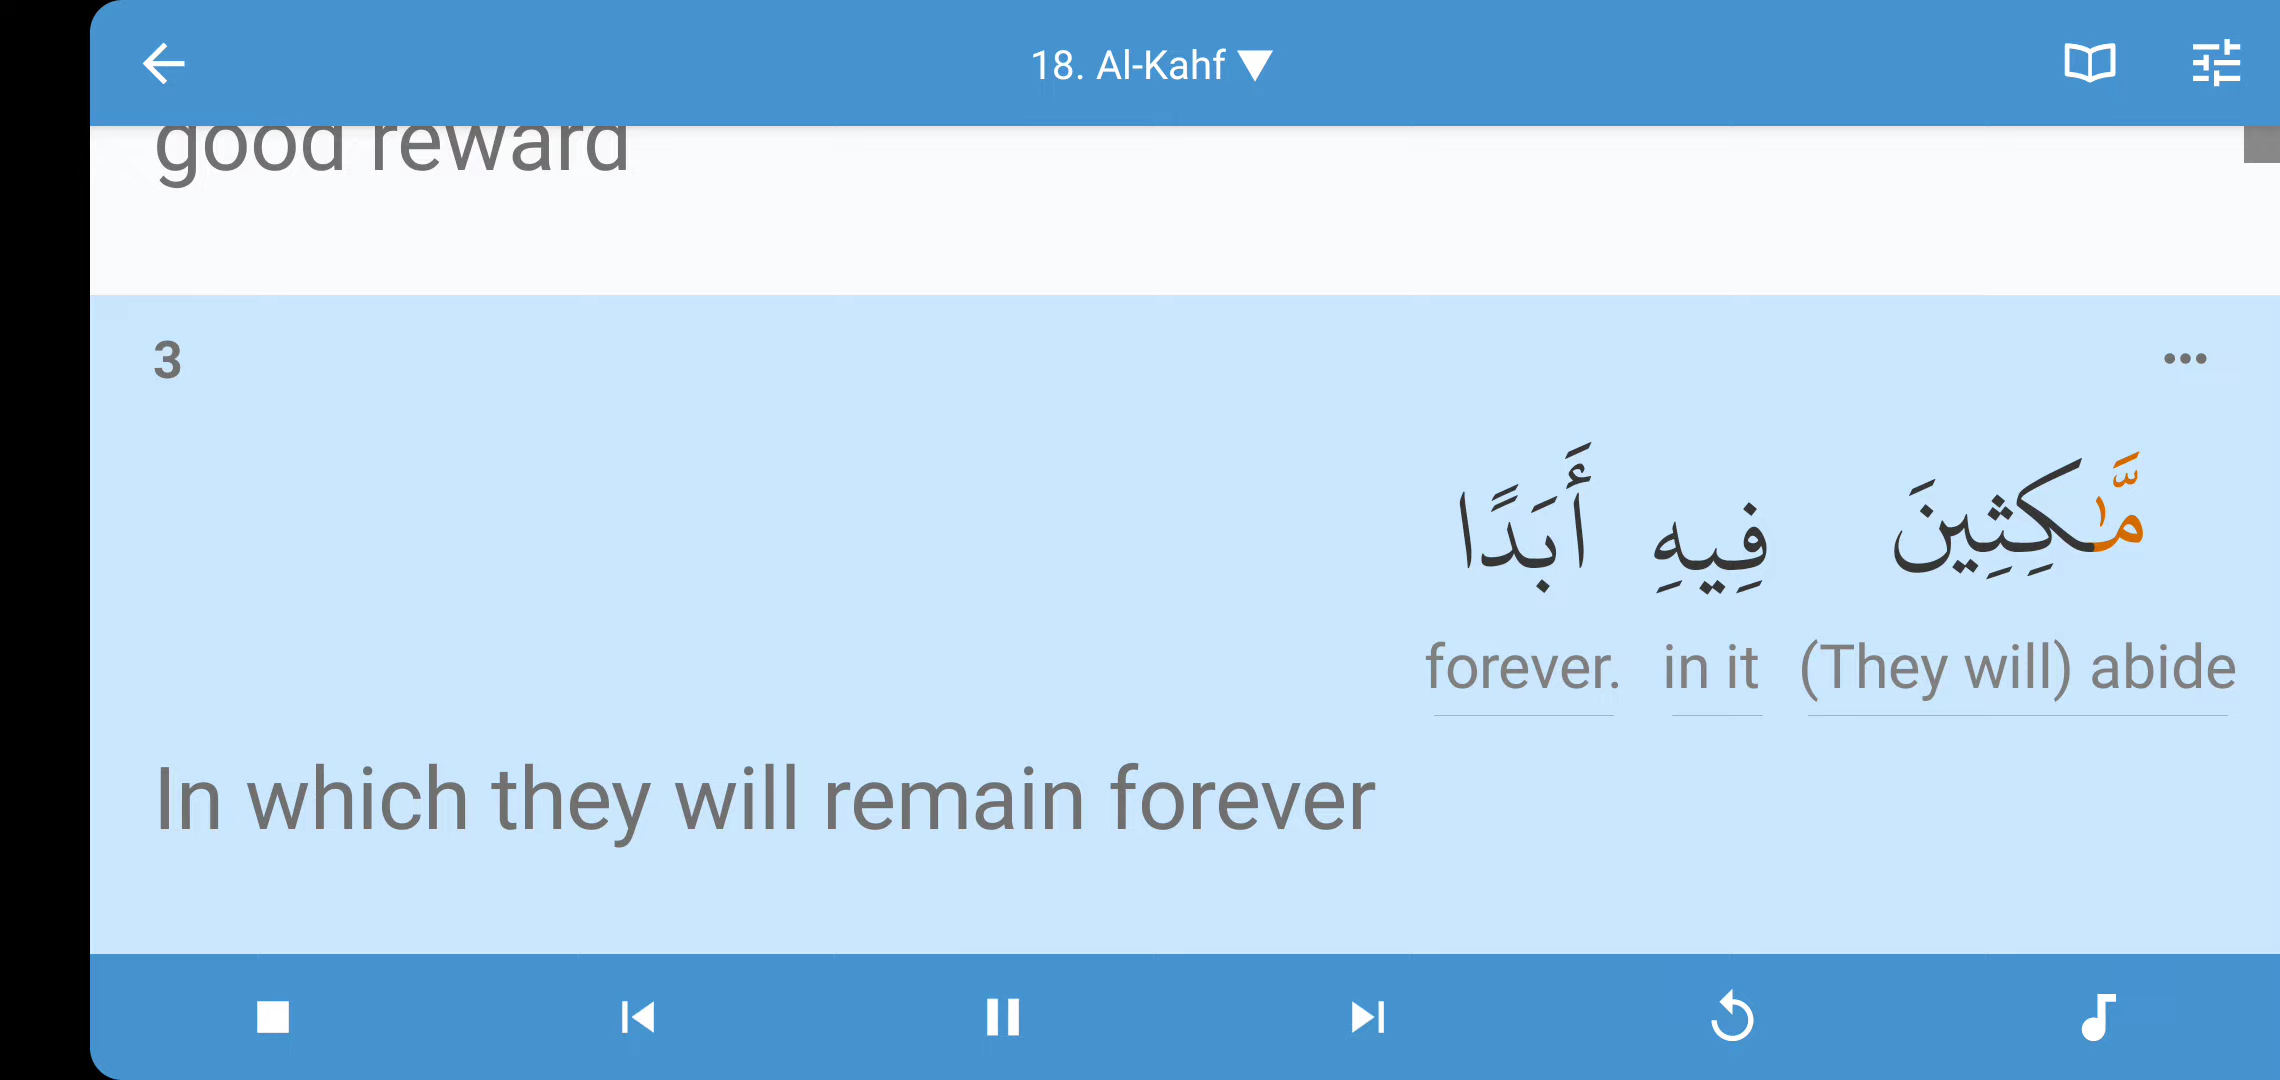 18. Al-Kahf ▼
good reward
3
مَّـٰكِثِينَ فِيهِ أَبَدًا
(They will) abide in it forever.
In which they will remain forever